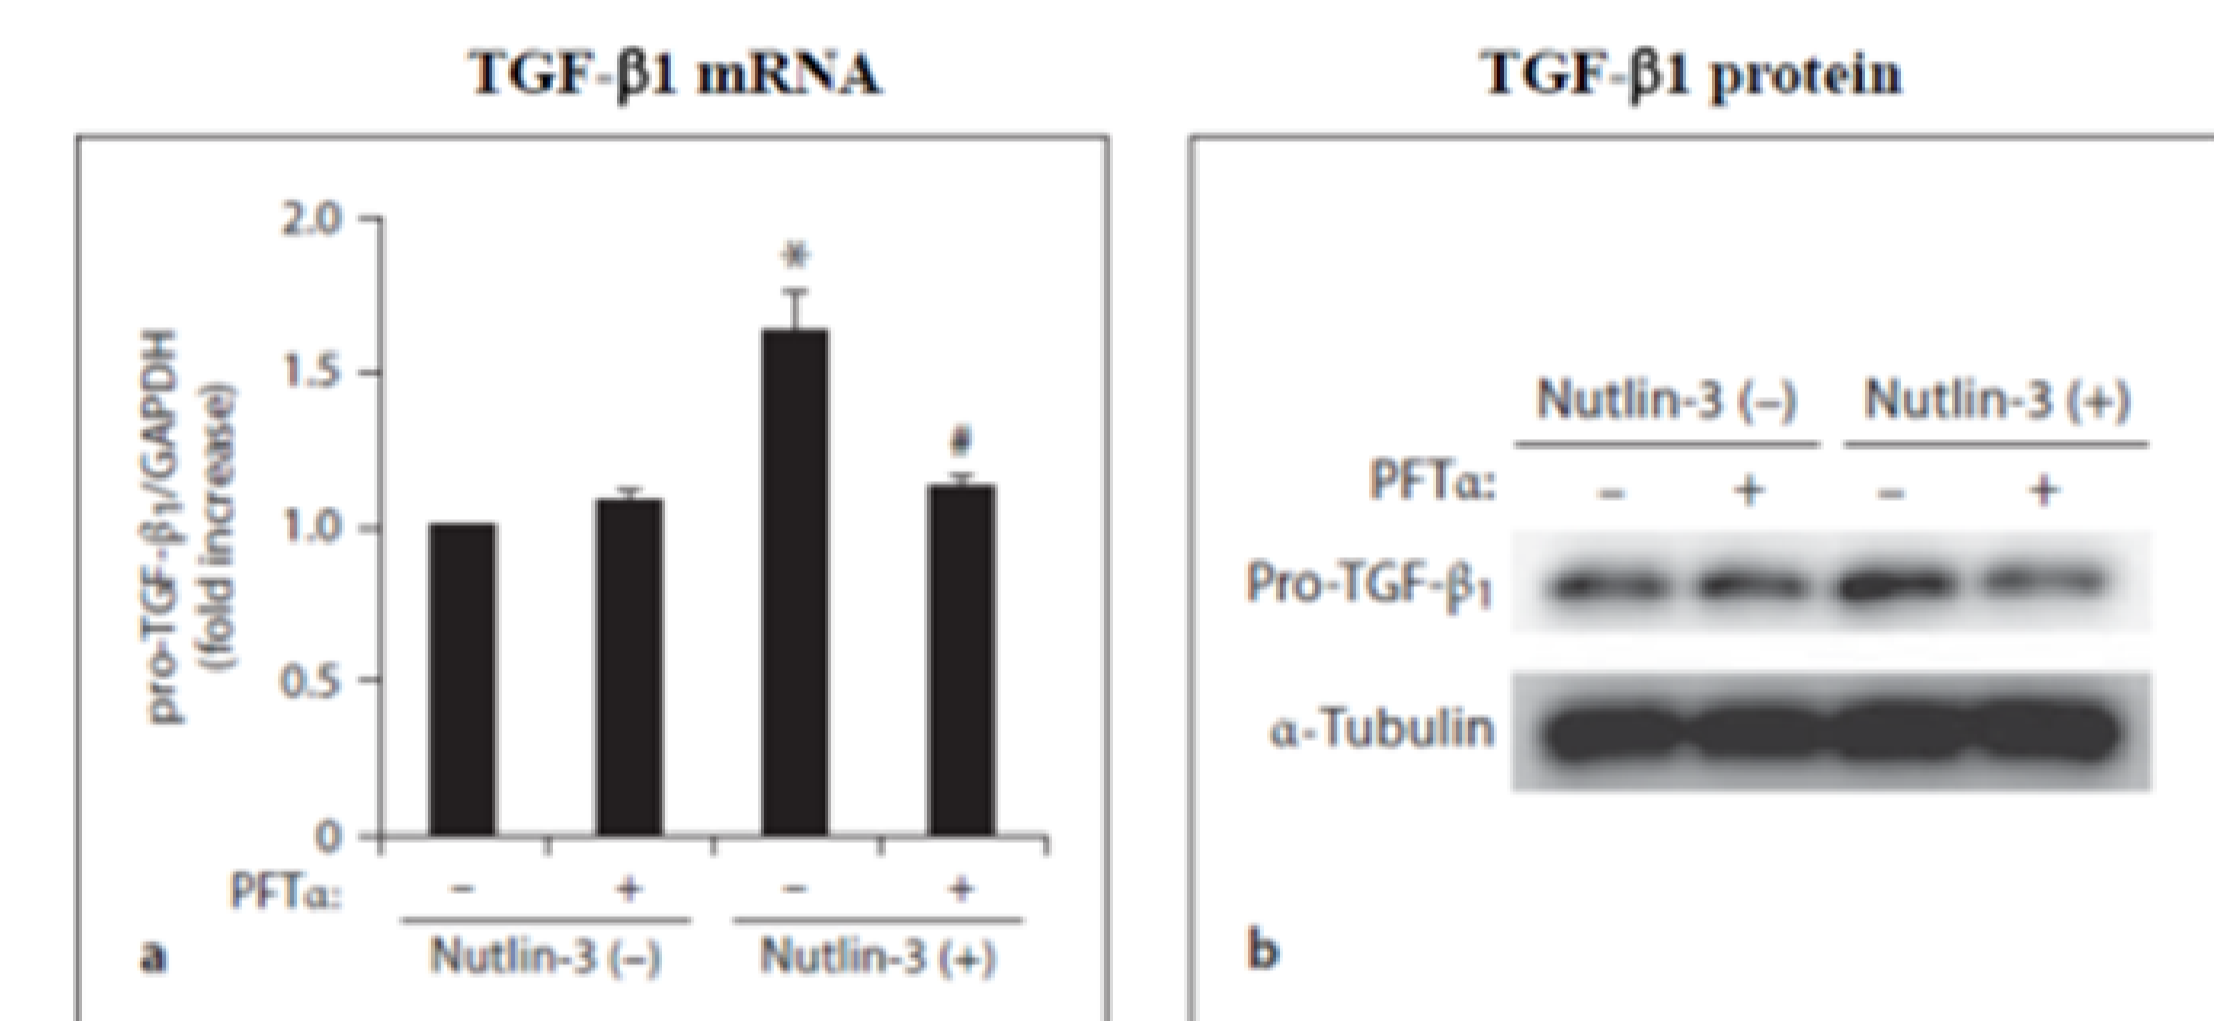 TGF-β1 mRNA
pro-TGF-β1/GAPDH
(fold increase)
2.0
1.5
1.0
0.5
0
*
#
PFTα: – + – +
Nutlin-3 (–) Nutlin-3 (+)
a
TGF-β1 protein
Nutlin-3 (–) Nutlin-3 (+)
PFTα: – + – +
Pro-TGF-β1
α-Tubulin
b